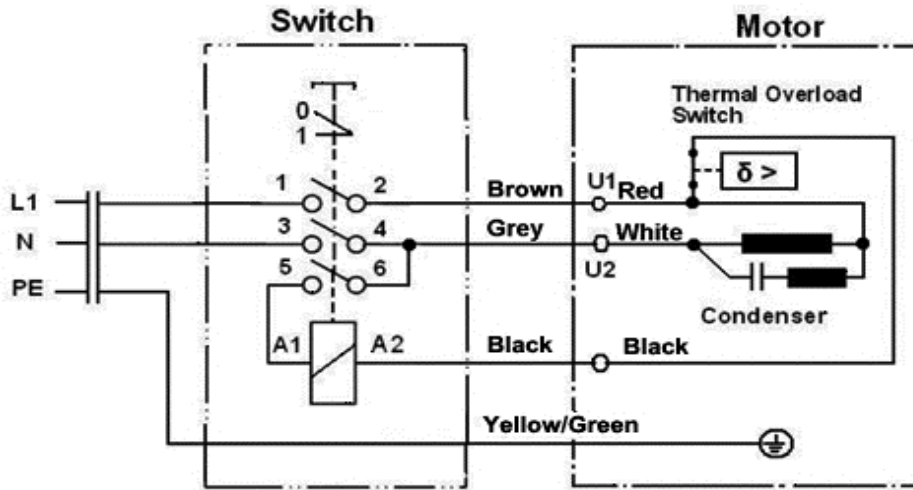 Switch
Motor
Thermal Overload
Switch
0
1
L1
1
2
Brown
U1
Red
δ >
N
3
4
Grey
White
5
6
U2
PE
Condenser
A1
A2
Black
Black
Yellow/Green